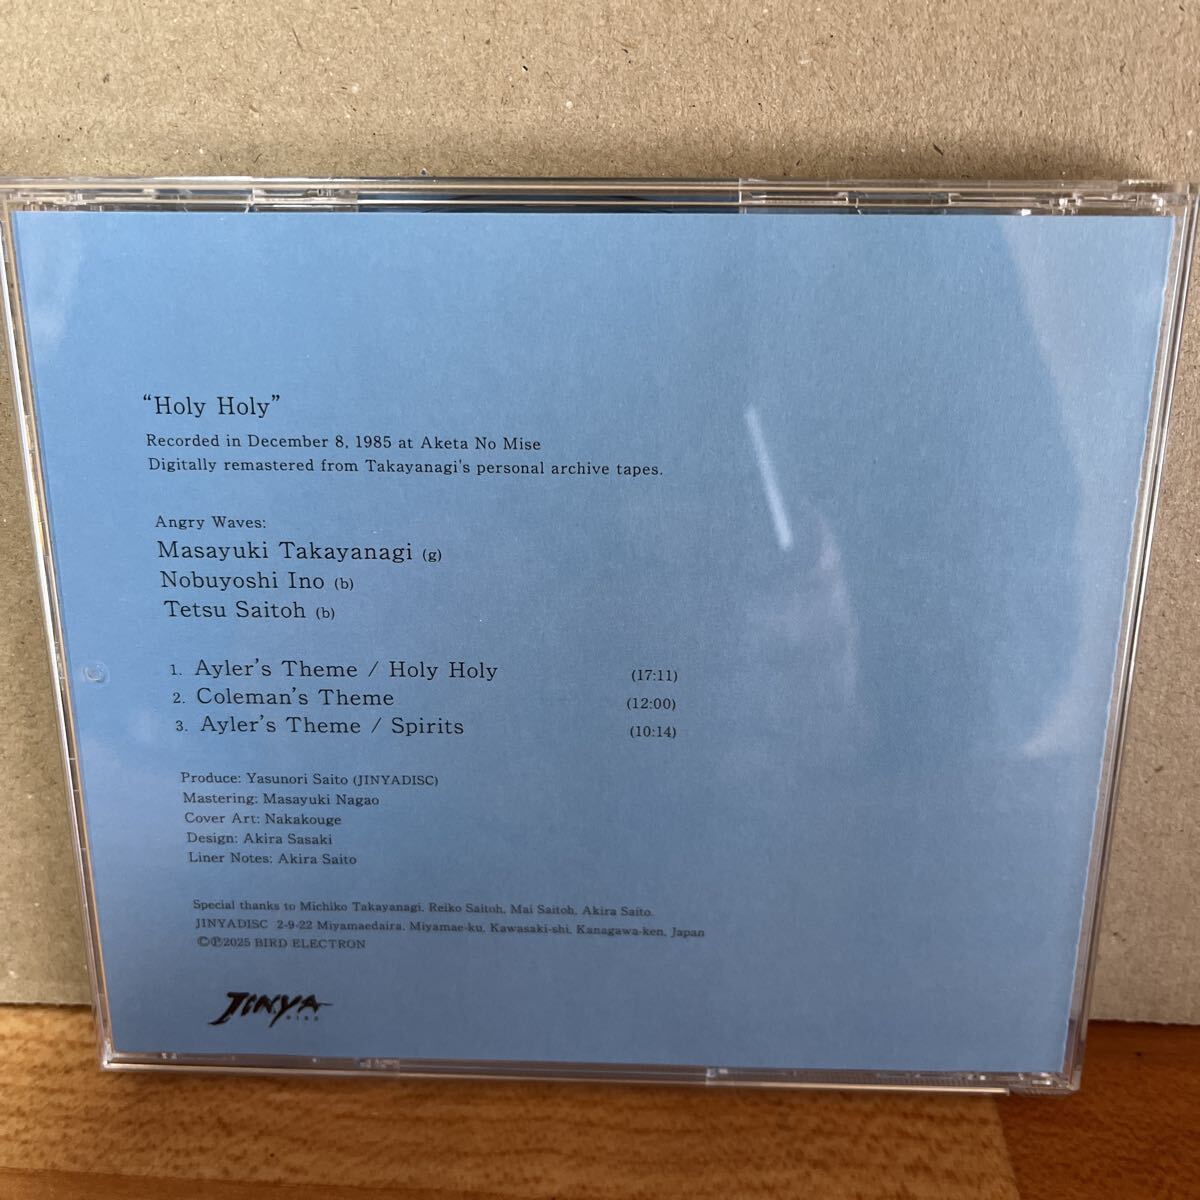 “Holy Holy”
Recorded in December 8, 1985 at Aketa No Mise
Digitally remastered from Takayanagi's personal archive tapes.
Angry Waves:
Masayuki Takayanagi (g)
Nobuyoshi Ino (b)
Tetsu Saitoh (b)
1. Ayler's Theme / Holy Holy (17:11)
2. Coleman's Theme (12:00)
3. Ayler's Theme / Spirits (10:14)
Produce: Yasunori Saito (JINYADISC)
Mastering: Masayuki Nagao
Cover Art: Nakakouge
Design: Akira Sasaki
Liner Notes: Akira Saito
Special thanks to Michiko Takayanagi, Reiko Saitoh, Mai Saitoh, Akira Saito.
JINYADISC 2-9-22 Miyamaedaira, Miyamae-ku, Kawasaki-shi, Kanagawa-ken, Japan
©℗2025 BIRD ELECTRON
JINYA
DISC